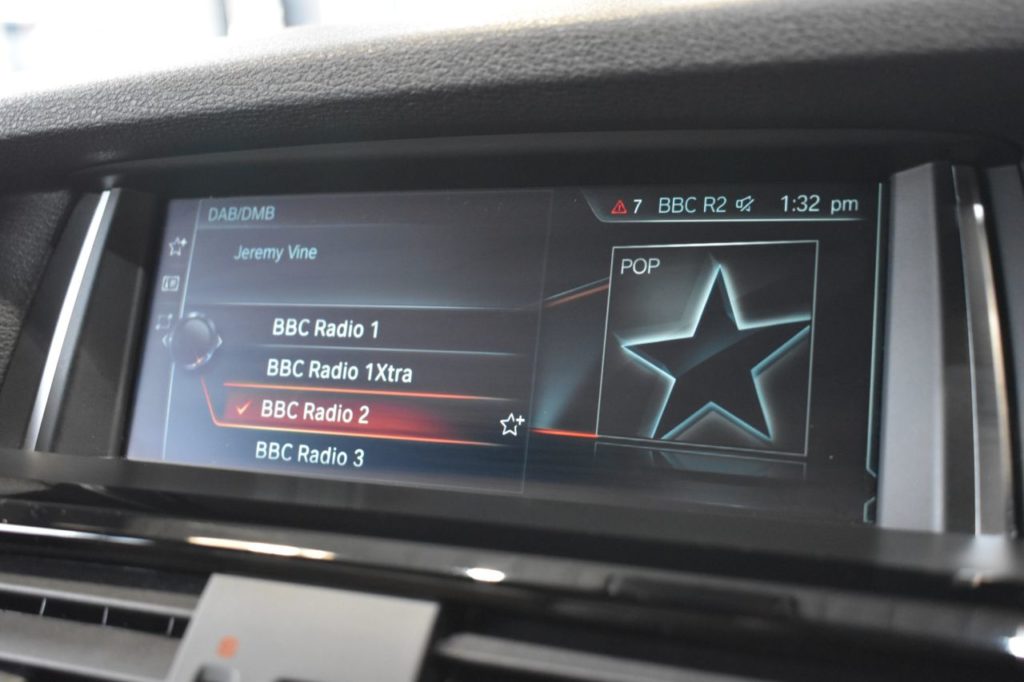 DAB/DMB
7 BBC R2 1:32 pm
Jeremy Vine
POP
BBC Radio 1
BBC Radio 1Xtra
BBC Radio 2
BBC Radio 3